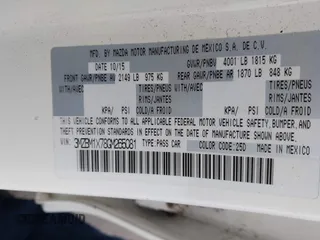 MFD. BY MAZDA MOTOR MANUFACTURING DE MEXICO S.A. DE C.V.
DATE 10/15 GVWR/PNBV 4001 LB 1815 KG
FRONT GAWR/PNBE AV 2149 LB 975 KG REAR GAWR/PNBE AR 1870 LB 848 KG
WITH/AVEC TIRES/PNEUS WITH/AVEC TIRES/PNEUS
RIMS/JANTES RIMS/JANTES
KPA/ PSI COLD/A FROID KPA/ PSI COLD/A FROID
CONFORMS TO ALL APPLICABLE FEDERAL MOTOR VEHICLE SAFETY, BUMPER, AND
THEFT PREVENTION STANDARDS IN EFFECT ON THE DATE OF MANUFACTURE SHOWN ABOVE.
VIN: TYPE PASS CAR COLOR CODE: 25D
MADE IN MEXICO